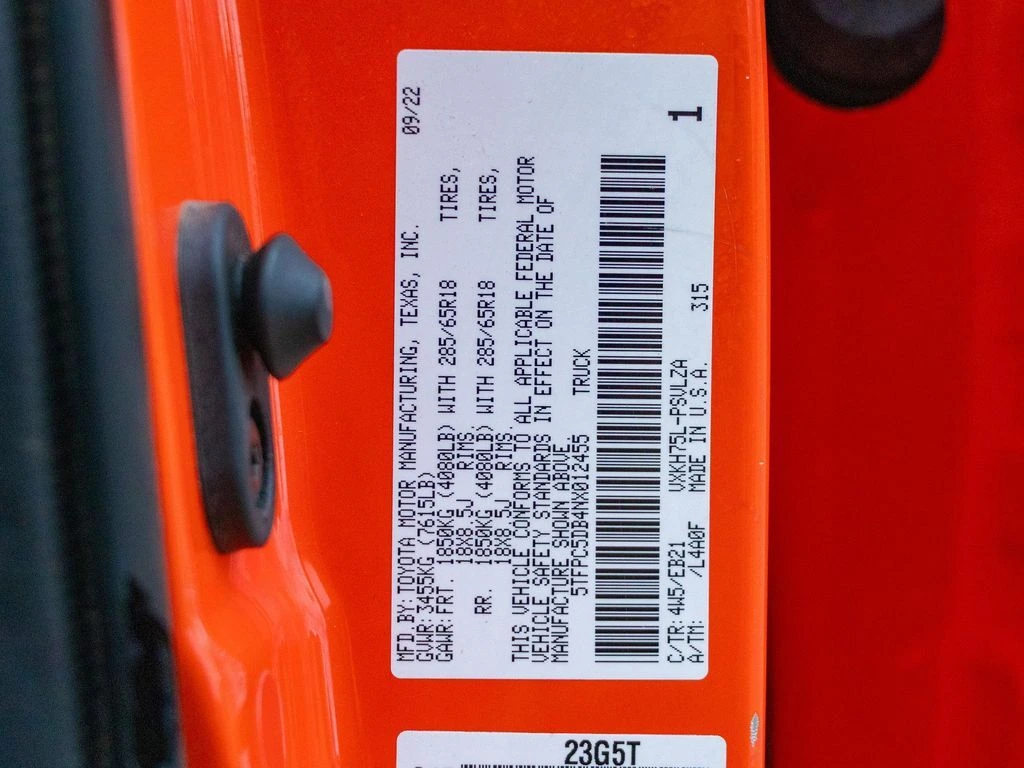 MFD.BY:TOYOTA MOTOR MANUFACTURING, TEXAS, INC. 09/22
GVWR:3455KG (7615LB)
GAWR:FRT. 1850KG (4080LB) WITH 285/65R18 TIRES,
18X8.5J RIMS.
RR. 1850KG (4080LB) WITH 285/65R18 TIRES,
18X8.5J RIMS.
THIS VEHICLE CONFORMS TO ALL APPLICABLE FEDERAL MOTOR
VEHICLE SAFETY STANDARDS IN EFFECT ON THE DATE OF
MANUFACTURE SHOWN ABOVE.
5TFPC5DB4NX012455 TRUCK
C/TR:4W5/EB21 VXKH75L-PSVLZA
A/TM: /L4A0F MADE IN U.S.A. 315
1
23G5T